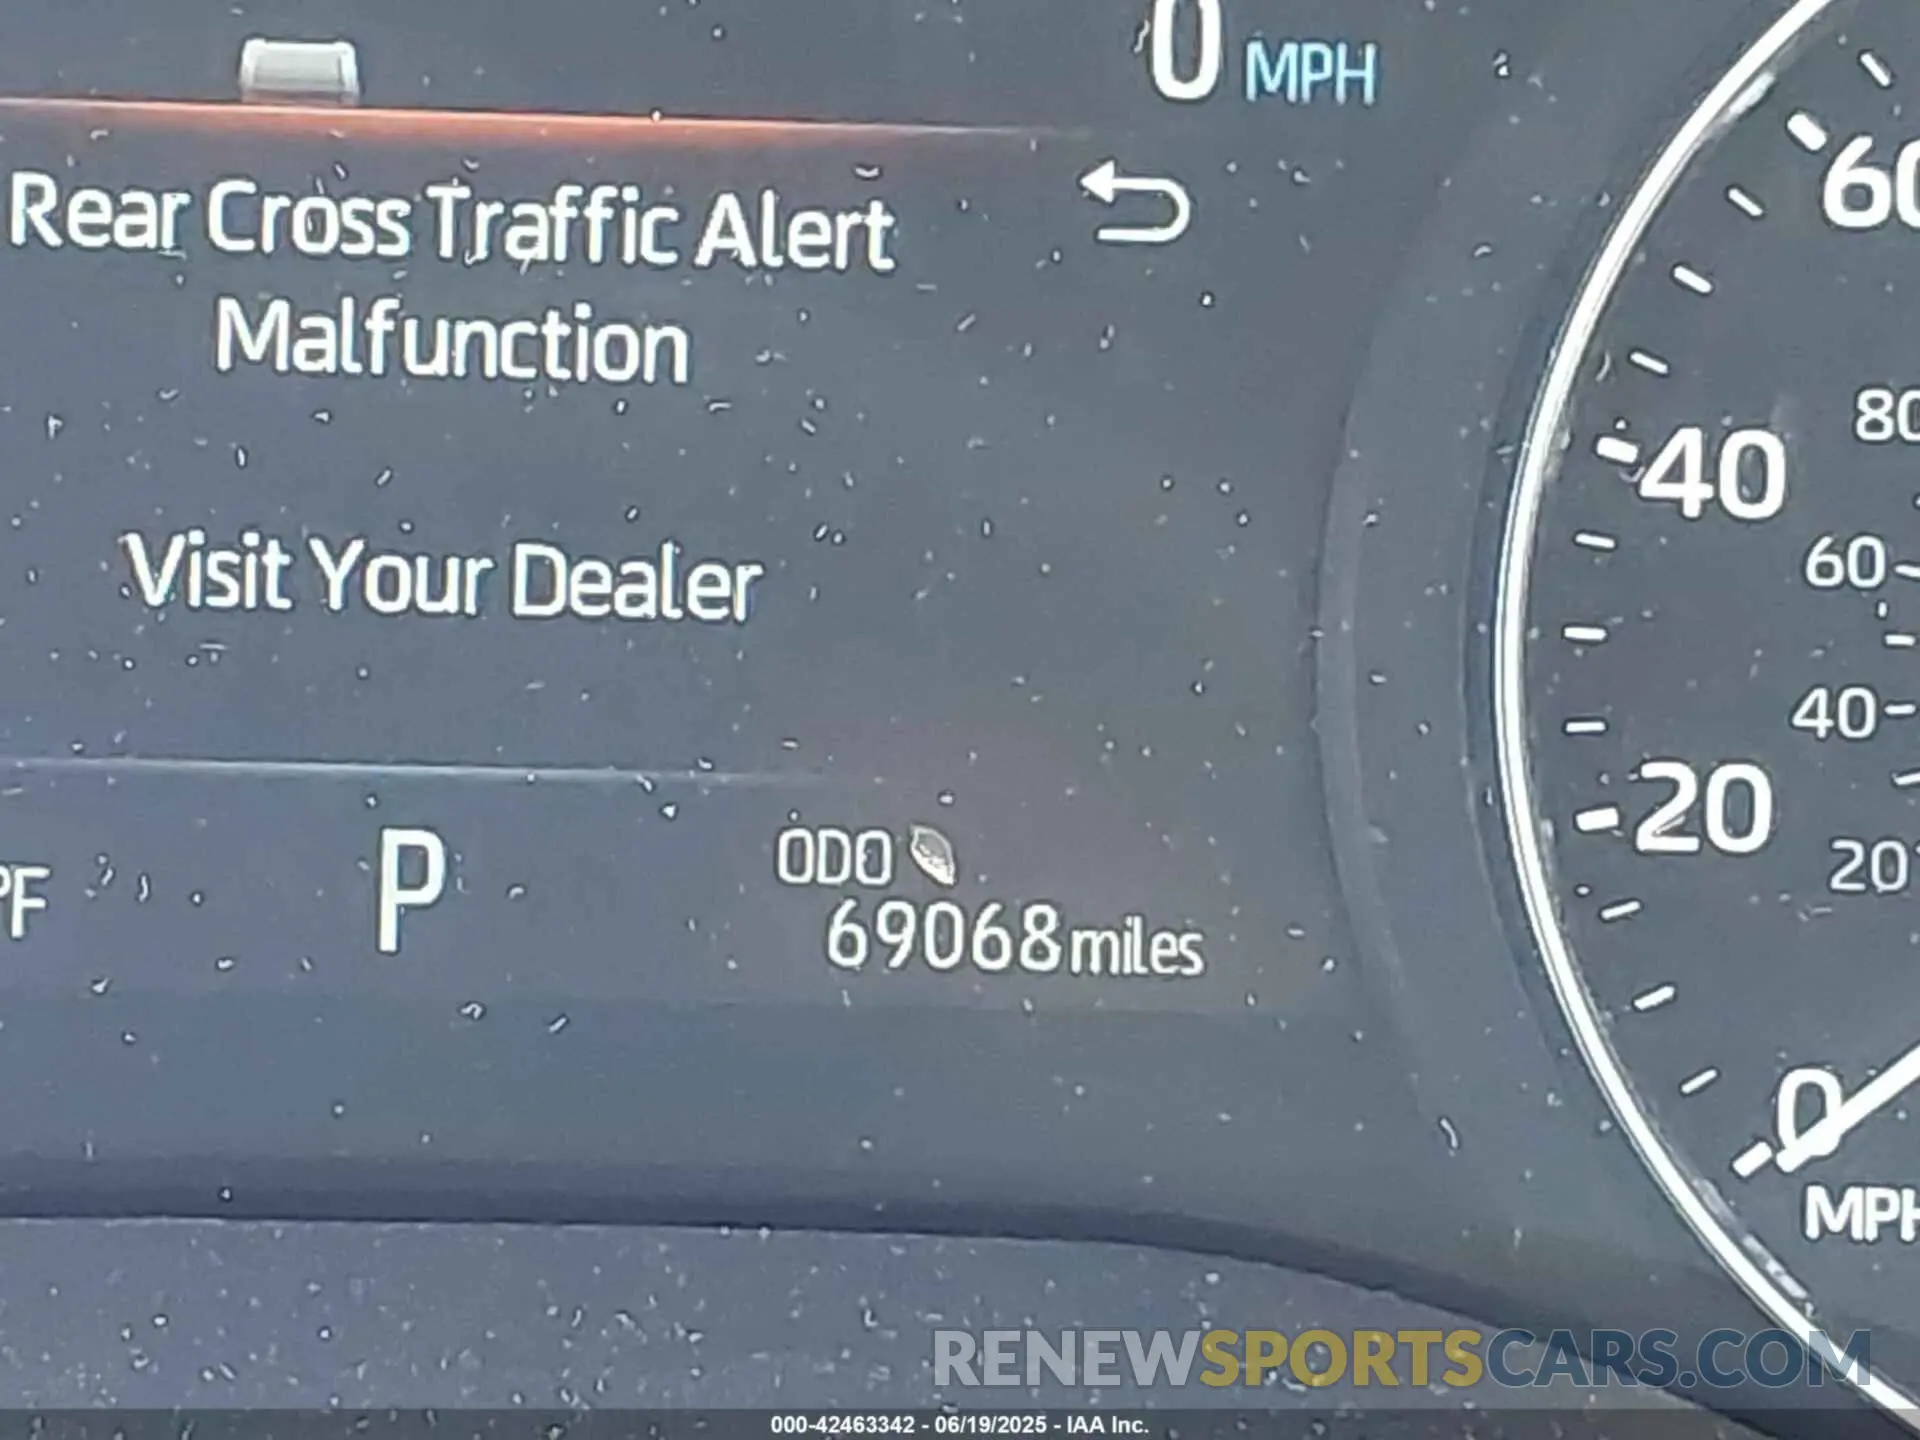 0 MPH
Rear Cross Traffic Alert
Malfunction
Visit Your Dealer
P
ODO
69068 miles
60
80
40
60
40
20
20
0
MPH
RENEWSPORTSCARS.COM
000-42463342 - 06/19/2025 - IAA Inc.